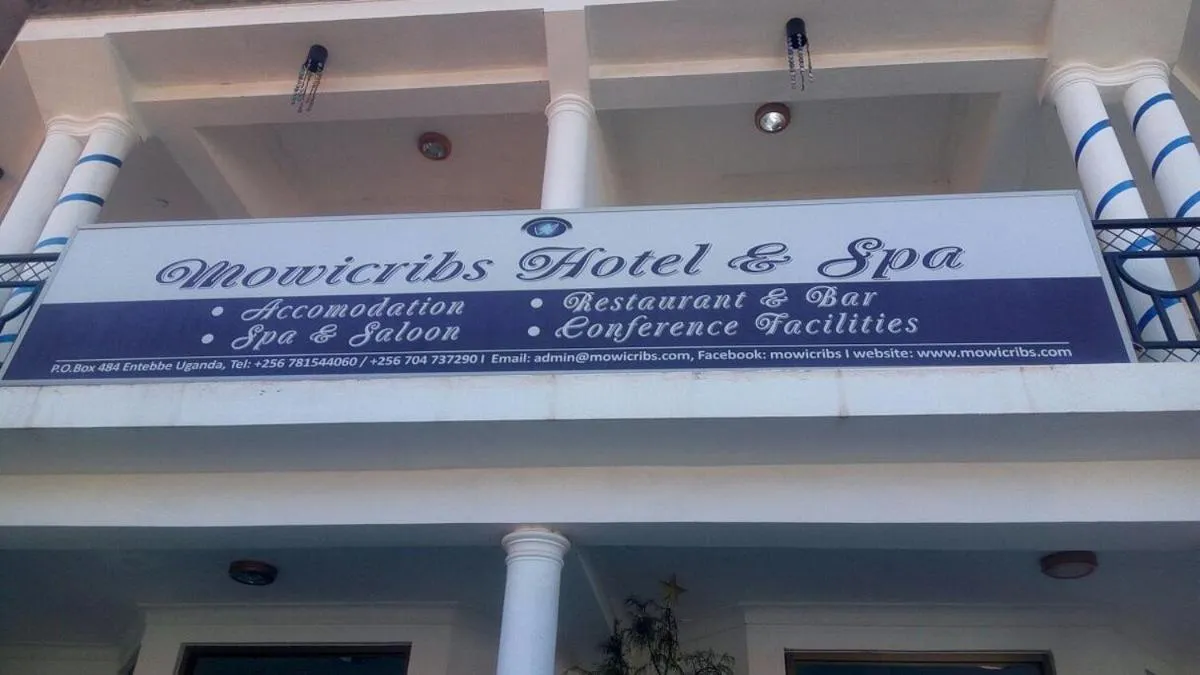 Mowicribs Hotel & Spa
• Accomodation
• Restaurant & Bar
• Spa & Saloon
• Conference Facilities
P.O.Box 484 Entebbe Uganda, Tel: +256 781544060 / +256 704 737290 I Email: admin@mowicribs.com, Facebook: mowicribs I website: www.mowicribs.com